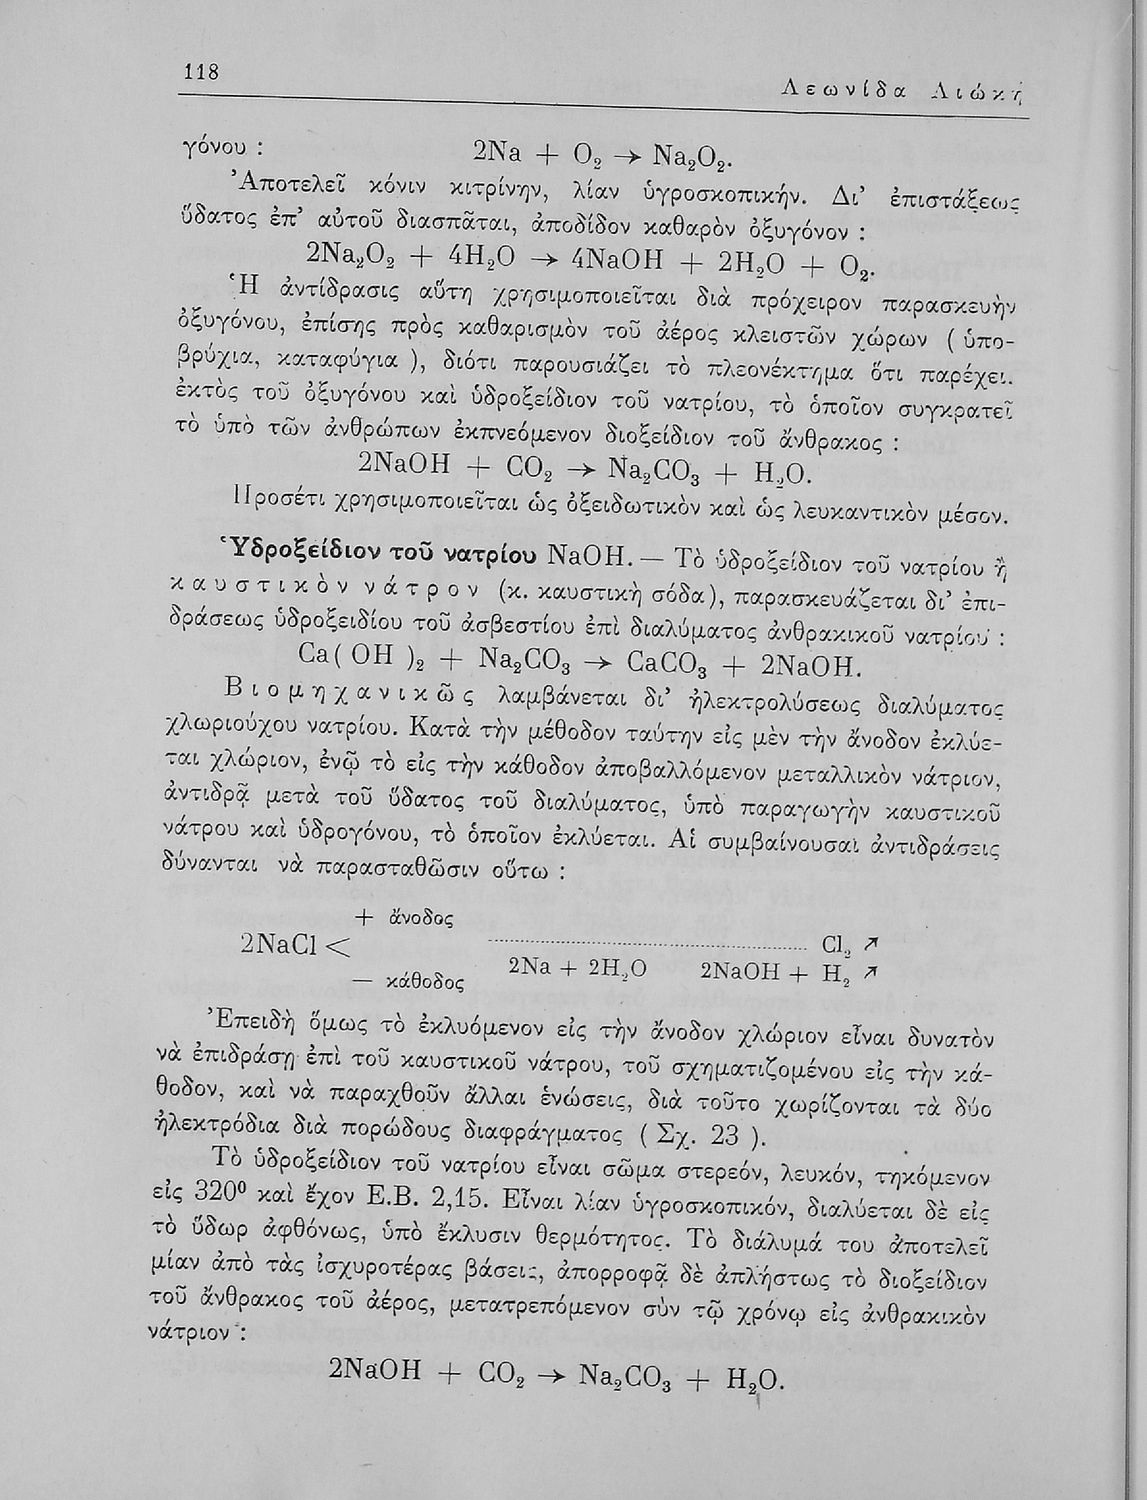 118
Λεωνίδα Λιώκη
γόνου : 2Na + O₂ → Na₂O₂.
Ἀποτελεῖ κόνιν κιτρίνην, λίαν ὑγροσκοπικήν. Δι’ ἐπιστάξεως
ὕδατος ἐπ’ αὐτοῦ διασπᾶται, ἀποδίδον καθαρὸν ὀξυγόνον :
2Na₂O₂ + 4H₂O → 4NaOH + 2H₂O + O₂.
Ἡ ἀντίδρασις αὕτη χρησιμοποιεῖται διὰ πρόχειρον παρασκευὴν
ὀξυγόνου, ἐπίσης πρὸς καθαρισμὸν τοῦ ἀέρος κλειστῶν χώρων ( ὑπο-
βρύχια, καταφύγια ), διότι παρουσιάζει τὸ πλεονέκτημα ὅτι παρέχει.
ἐκτὸς τοῦ ὀξυγόνου καὶ ὑδροξείδιον τοῦ νατρίου, τὸ ὁποῖον συγκρατεῖ
τὸ ὑπὸ τῶν ἀνθρώπων ἐκπνεόμενον διοξείδιον τοῦ ἄνθρακος :
2NaOH + CO₂ → Na₂CO₃ + H₂O.
Προσέτι χρησιμοποιεῖται ὡς ὀξειδωτικὸν καὶ ὡς λευκαντικὸν μέσον.
Ὑδροξείδιον τοῦ νατρίου NaOH. — Τὸ ὑδροξείδιον τοῦ νατρίου ἢ
καυστικὸν νάτρον (κ. καυστικὴ σόδα), παρασκευάζεται δι’ ἐπι-
δράσεως ὑδροξειδίου τοῦ ἀσβεστίου ἐπὶ διαλύματος ἀνθρακικοῦ νατρίου :
Ca( OH )₂ + Na₂CO₃ → CaCO₃ + 2NaOH.
Βιομηχανικῶς λαμβάνεται δι’ ἠλεκτρολύσεως διαλύματος
χλωριούχου νατρίου. Κατὰ τὴν μέθοδον ταύτην εἰς μὲν τὴν ἄνοδον ἐκλύε-
ται χλώριον, ἐνῷ τὸ εἰς τὴν κάθοδον ἀποβαλλόμενον μεταλλικὸν νάτριον,
ἀντιδρᾷ μετὰ τοῦ ὕδατος τοῦ διαλύματος, ὑπὸ παραγωγὴν καυστικοῦ
νάτρου καὶ ὑδρογόνου, τὸ ὁποῖον ἐκλύεται. Αἱ συμβαίνουσαι ἀντιδράσεις
δύνανται νὰ παρασταθῶσιν οὕτω :
+ ἄνοδος
2NaCl < .......... Cl₂ ↗
— κάθοδος 2Na + 2H₂O 2NaOH + H₂ ↗
Ἐπειδὴ ὅμως τὸ ἐκλυόμενον εἰς τὴν ἄνοδον χλώριον εἶναι δυνατὸν
νὰ ἐπιδράσῃ ἐπὶ τοῦ καυστικοῦ νάτρου, τοῦ σχηματιζομένου εἰς τὴν κά-
θοδον, καὶ νὰ παραχθοῦν ἄλλαι ἑνώσεις, διὰ τοῦτο χωρίζονται τὰ δύο
ἠλεκτρόδια διὰ πορώδους διαφράγματος ( Σχ. 23 ).
Τὸ ὑδροξείδιον τοῦ νατρίου εἶναι σῶμα στερεόν, λευκόν, τηκόμενον
εἰς 320⁰ καὶ ἔχον Ε.Β. 2,15. Εἶναι λίαν ὑγροσκοπικόν, διαλύεται δὲ εἰς
τὸ ὕδωρ ἀφθόνως, ὑπὸ ἔκλυσιν θερμότητος. Τὸ διάλυμά του ἀποτελεῖ
μίαν ἀπὸ τὰς ἰσχυροτέρας βάσεις, ἀπορροφᾷ δὲ ἀπλήστως τὸ διοξείδιον
τοῦ ἄνθρακος τοῦ ἀέρος, μετατρεπόμενον σὺν τῷ χρόνῳ εἰς ἀνθρακικὸν
νάτριον :
2NaOH + CO₂ → Na₂CO₃ + H₂O.